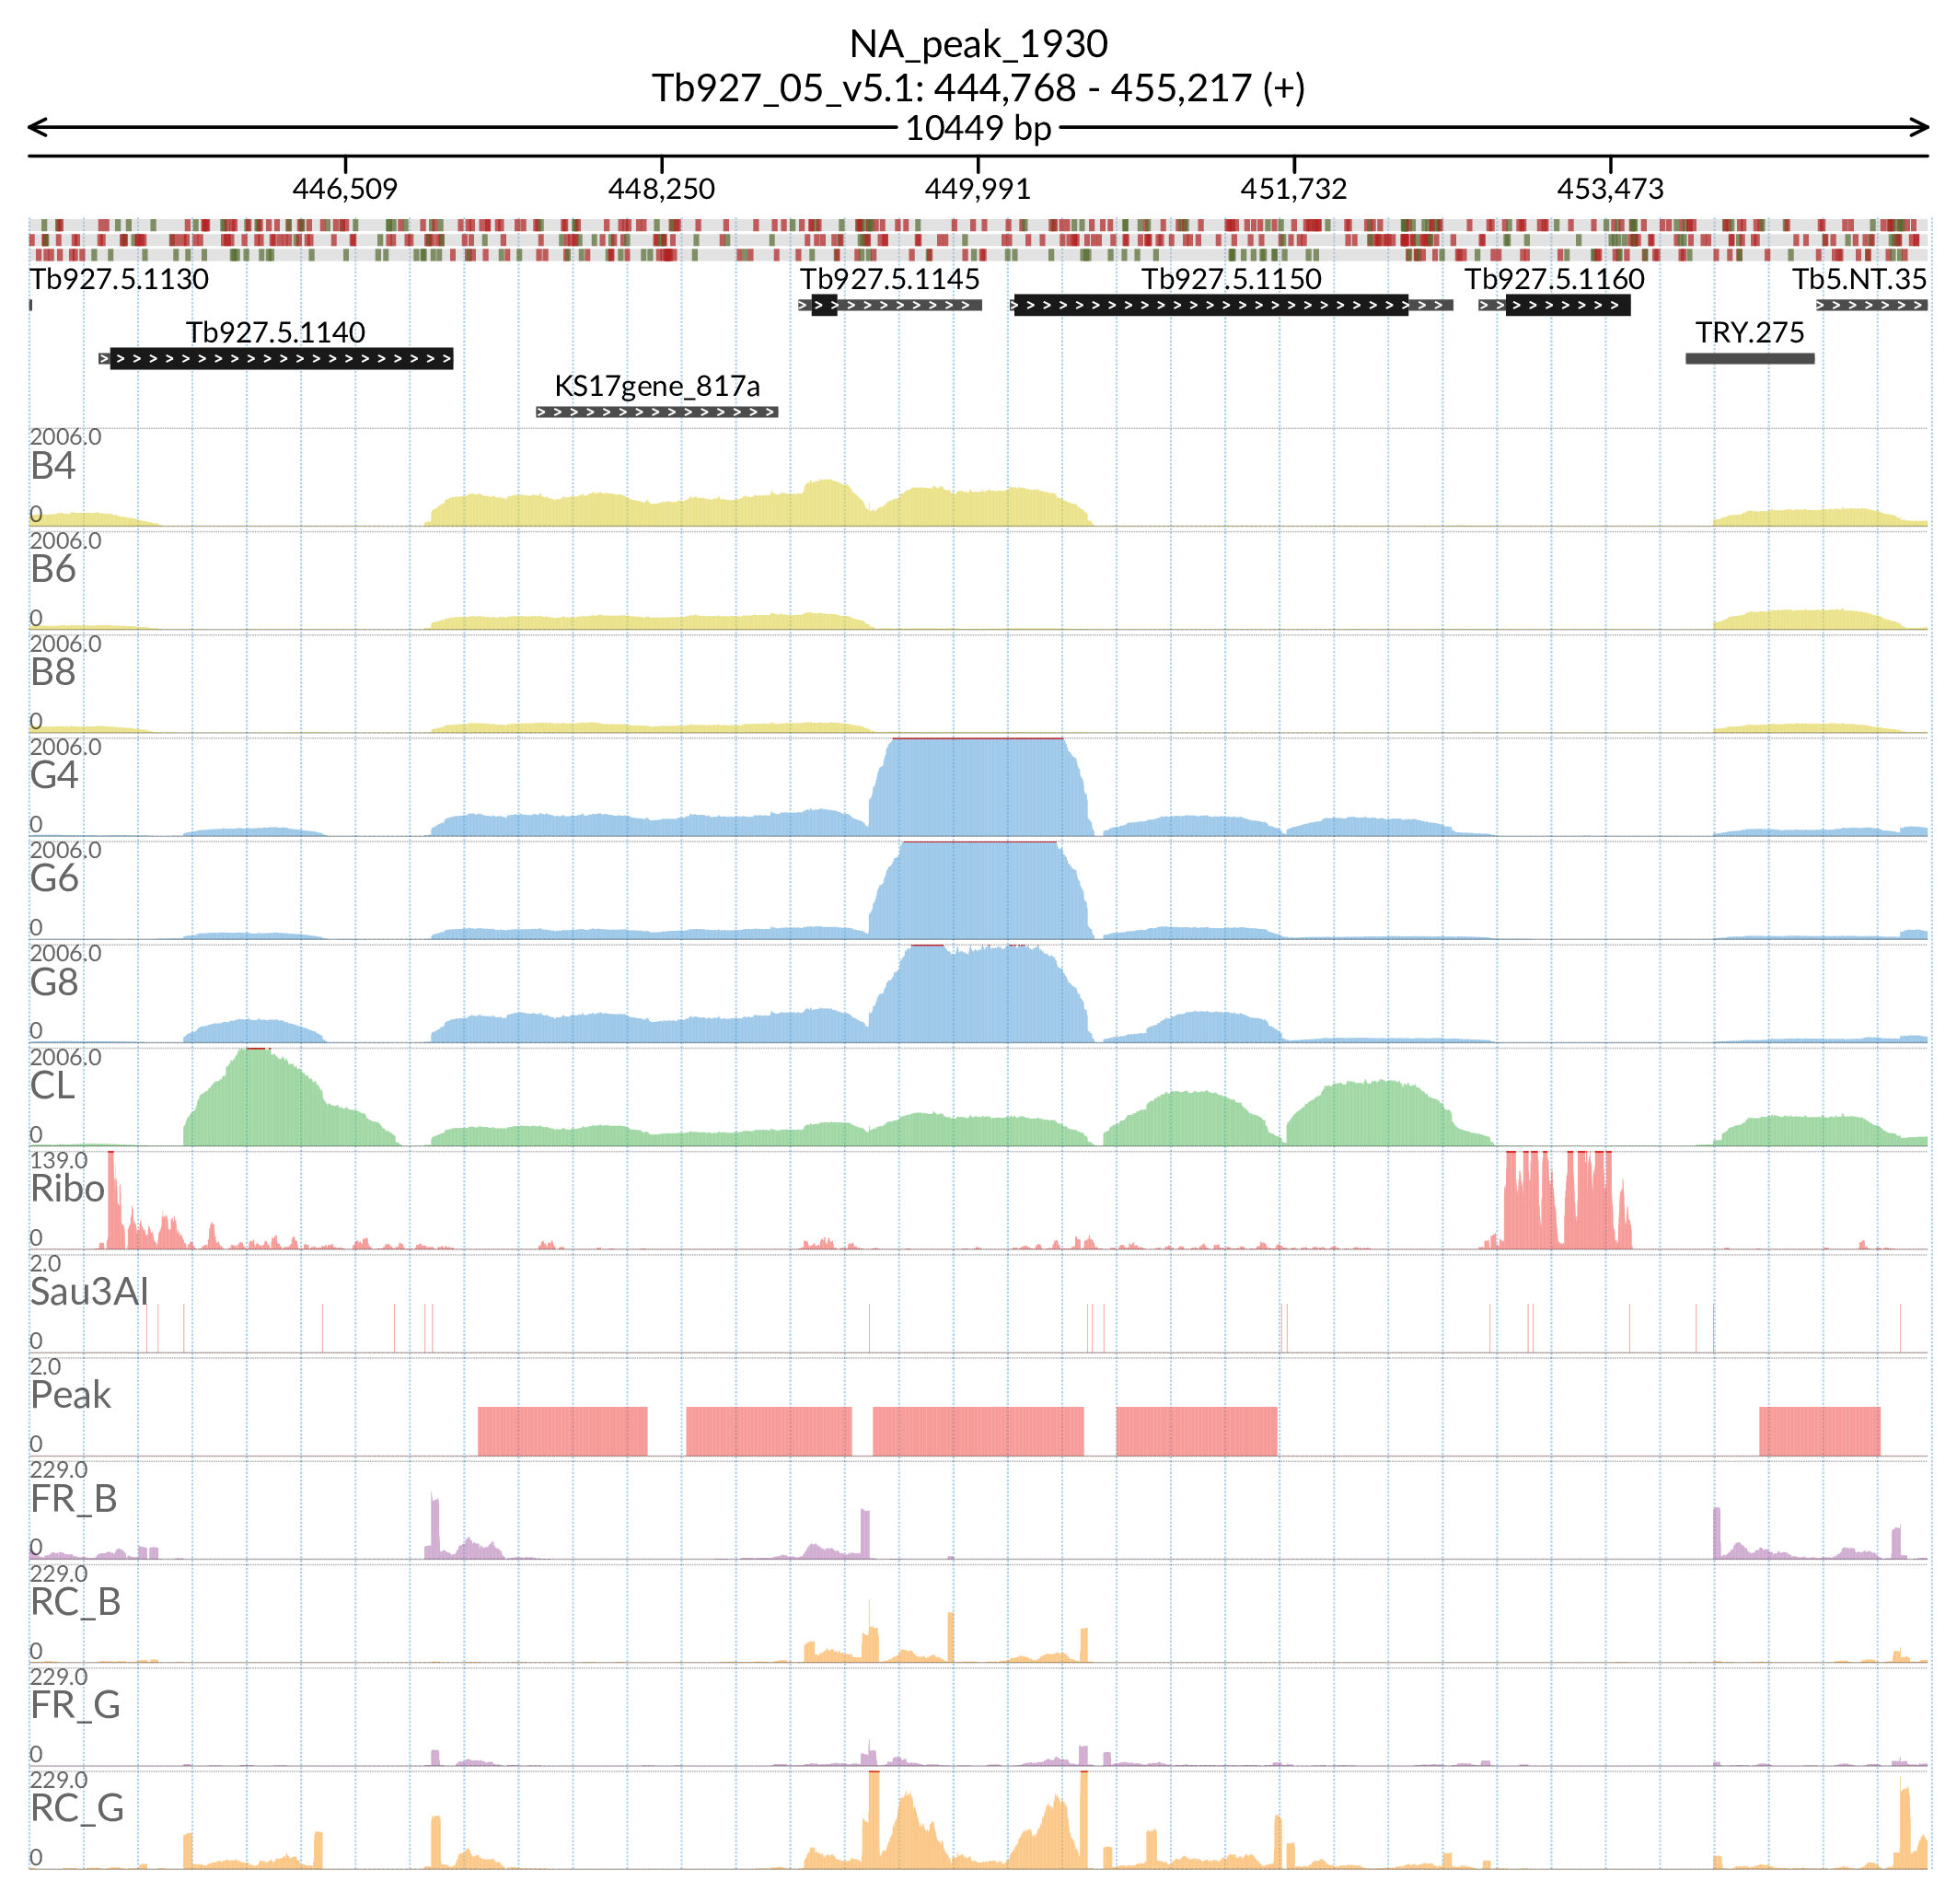 NA_peak_1930
Tb927_05_v5.1: 444,768 - 455,217 (+)
10449 bp
446,509 448,250 449,991 451,732 453,473
Tb927.5.1130 Tb927.5.1145 Tb927.5.1150 Tb927.5.1160 Tb5.NT.35
Tb927.5.1140 TRY.275
KS17gene_817a
2006.0
B4
0
2006.0
B6
0
2006.0
B8
0
2006.0
G4
0
2006.0
G6
0
2006.0
G8
0
2006.0
CL
0
139.0
Ribo
0
2.0
Sau3AI
0
2.0
Peak
0
229.0
FR_B
0
229.0
RC_B
0
229.0
FR_G
0
229.0
RC_G
0